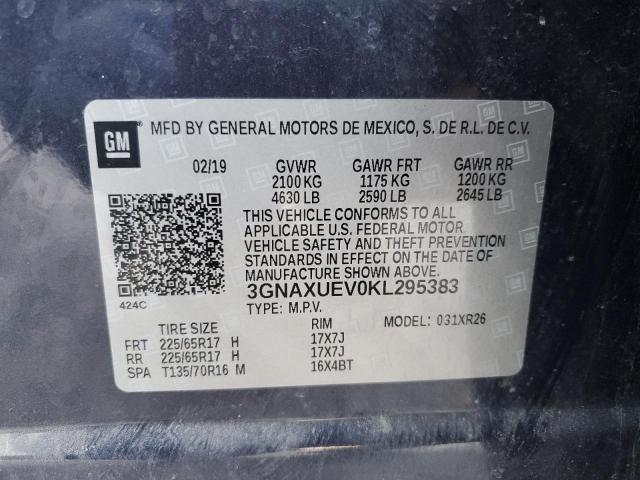 GM
MFD BY GENERAL MOTORS DE MEXICO, S. DE R.L. DE C.V.
02/19 GVWR GAWR FRT GAWR RR
2100 KG 1175 KG 1200 KG
4630 LB 2590 LB 2645 LB
THIS VEHICLE CONFORMS TO ALL
APPLICABLE U.S. FEDERAL MOTOR
VEHICLE SAFETY AND THEFT PREVENTION
STANDARDS IN EFFECT ON THE DATE OF
MANUFACTURE SHOWN ABOVE.
424C 3GNAXUEV0KL295383
TYPE: M.P.V. MODEL: 031XR26
TIRE SIZE RIM
FRT 225/65R17 H 17X7J
RR 225/65R17 H 17X7J
SPA T135/70R16 M 16X4BT